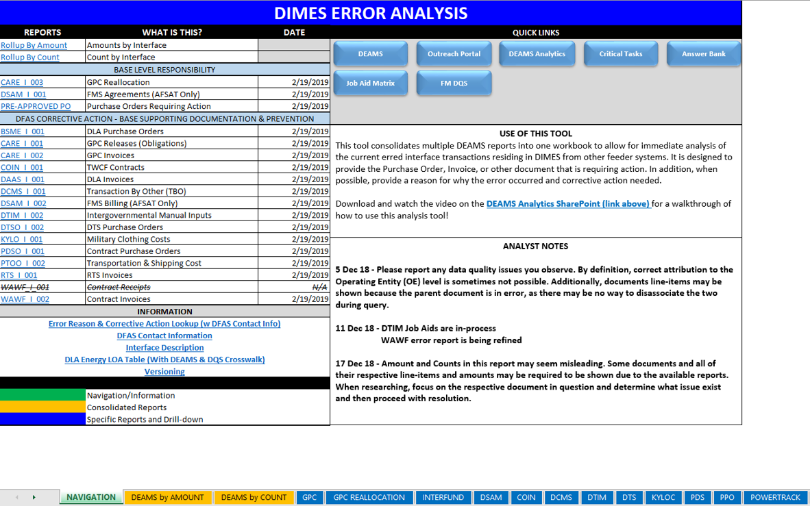 DIMES ERROR ANALYSIS
REPORTS WHAT IS THIS? DATE
Rollup By Amount Amounts by Interface
Rollup By Count Count by Interface
BASE LEVEL RESPONSIBILITY
CARE_I_003 GPC Reallocation 2/19/2019
DSAM_I_001 FMS Agreements (AFSAT Only) 2/19/2019
PRE-APPROVED PO Purchase Orders Requiring Action 2/19/2019
DFAS CORRECTIVE ACTION - BASE SUPPORTING DOCUMENTATION & PREVENTION
BSME_I_001 DLA Purchase Orders 2/19/2019
CARE_I_001 GPC Releases (Obligations) 2/19/2019
CARE_I_002 GPC Invoices 2/19/2019
COIN_I_001 TWCF Contracts 2/19/2019
DAAS_I_001 DLA Invoices 2/19/2019
DCMS_I_001 Transaction By Other (TBO) 2/19/2019
DSAM_I_002 FMS Billing (AFSAT Only) 2/19/2019
DTIM_I_002 Intergovernmental Manual Inputs 2/19/2019
DTSO_I_002 DTS Purchase Orders 2/19/2019
KYLO_I_001 Military Clothing Costs 2/19/2019
PDSO_I_001 Contract Purchase Orders 2/19/2019
PTOO_I_002 Transportation & Shipping Cost 2/19/2019
RTS_I_001 RTS Invoices 2/19/2019
WAWF_I_001 Contract Receipts N/A
WAWF_I_002 Contract Invoices 2/19/2019
INFORMATION
Error Reason & Corrective Action Lookup (w DFAS Contact Info)
DFAS Contact Information
Interface Description
DLA Energy LOA Table (With DEAMS & DQS Crosswalk)
Versioning
Navigation/Information
Consolidated Reports
Specific Reports and Drill-down
QUICK LINKS
DEAMS Outreach Portal DEAMS Analytics Critical Tasks Answer Bank
Job Aid Matrix FM DQS
USE OF THIS TOOL
This tool consolidates multiple DEAMS reports into one workbook to allow for immediate analysis of
the current erred interface transactions residing in DIMES from other feeder systems. It is designed to
provide the Purchase Order, Invoice, or other document that is requiring action. In addition, when
possible, provide a reason for why the error occurred and corrective action needed.
Download and watch the video on the DEAMS Analytics SharePoint (link above) for a walkthrough of
how to use this analysis tool!
ANALYST NOTES
5 Dec 18 - Please report any data quality issues you observe. By definition, correct attribution to the
Operating Entity (OE) level is sometimes not possible. Additionally, documents line-items may be
shown because the parent document is in error, as there may be no way to disassociate the two
during query.
11 Dec 18 - DTIM Job Aids are in-process
WAWF error report is being refined
17 Dec 18 - Amount and Counts in this report may seem misleading. Some documents and all of
their respective line-items and amounts may be required to be shown due to the available reports.
When researching, focus on the respective document in question and determine what issue exist
and then proceed with resolution.
NAVIGATION DEAMS by AMOUNT DEAMS by COUNT GPC GPC REALLOCATION INTERFUND DSAM COIN DCMS DTIM DTS KYLOC PDS PPO POWERTRACK